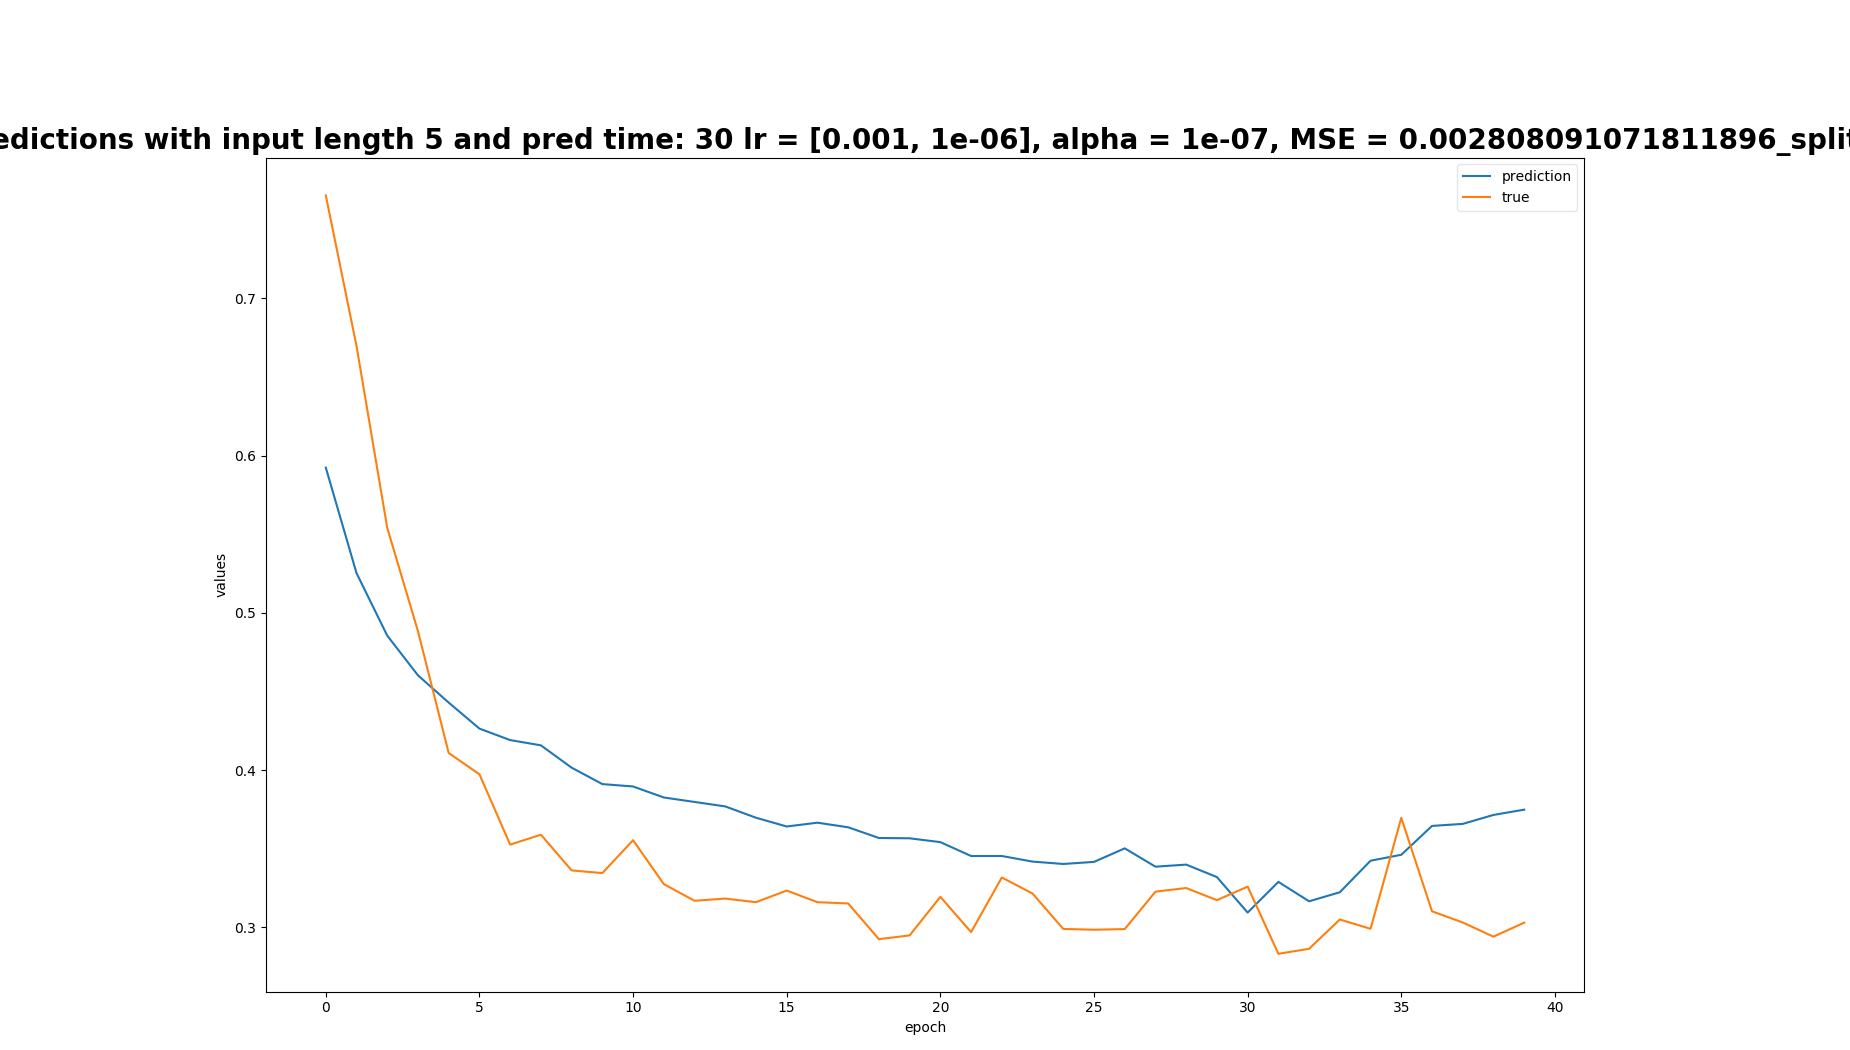 edictions with input length 5 and pred time: 30 lr = [0.001, 1e-06], alpha = 1e-07, MSE = 0.002808091071811896_split
prediction
true
0.7
0.6
0.5
0.4
0.3
values
0 5 10 15 20 25 30 35 40
epoch